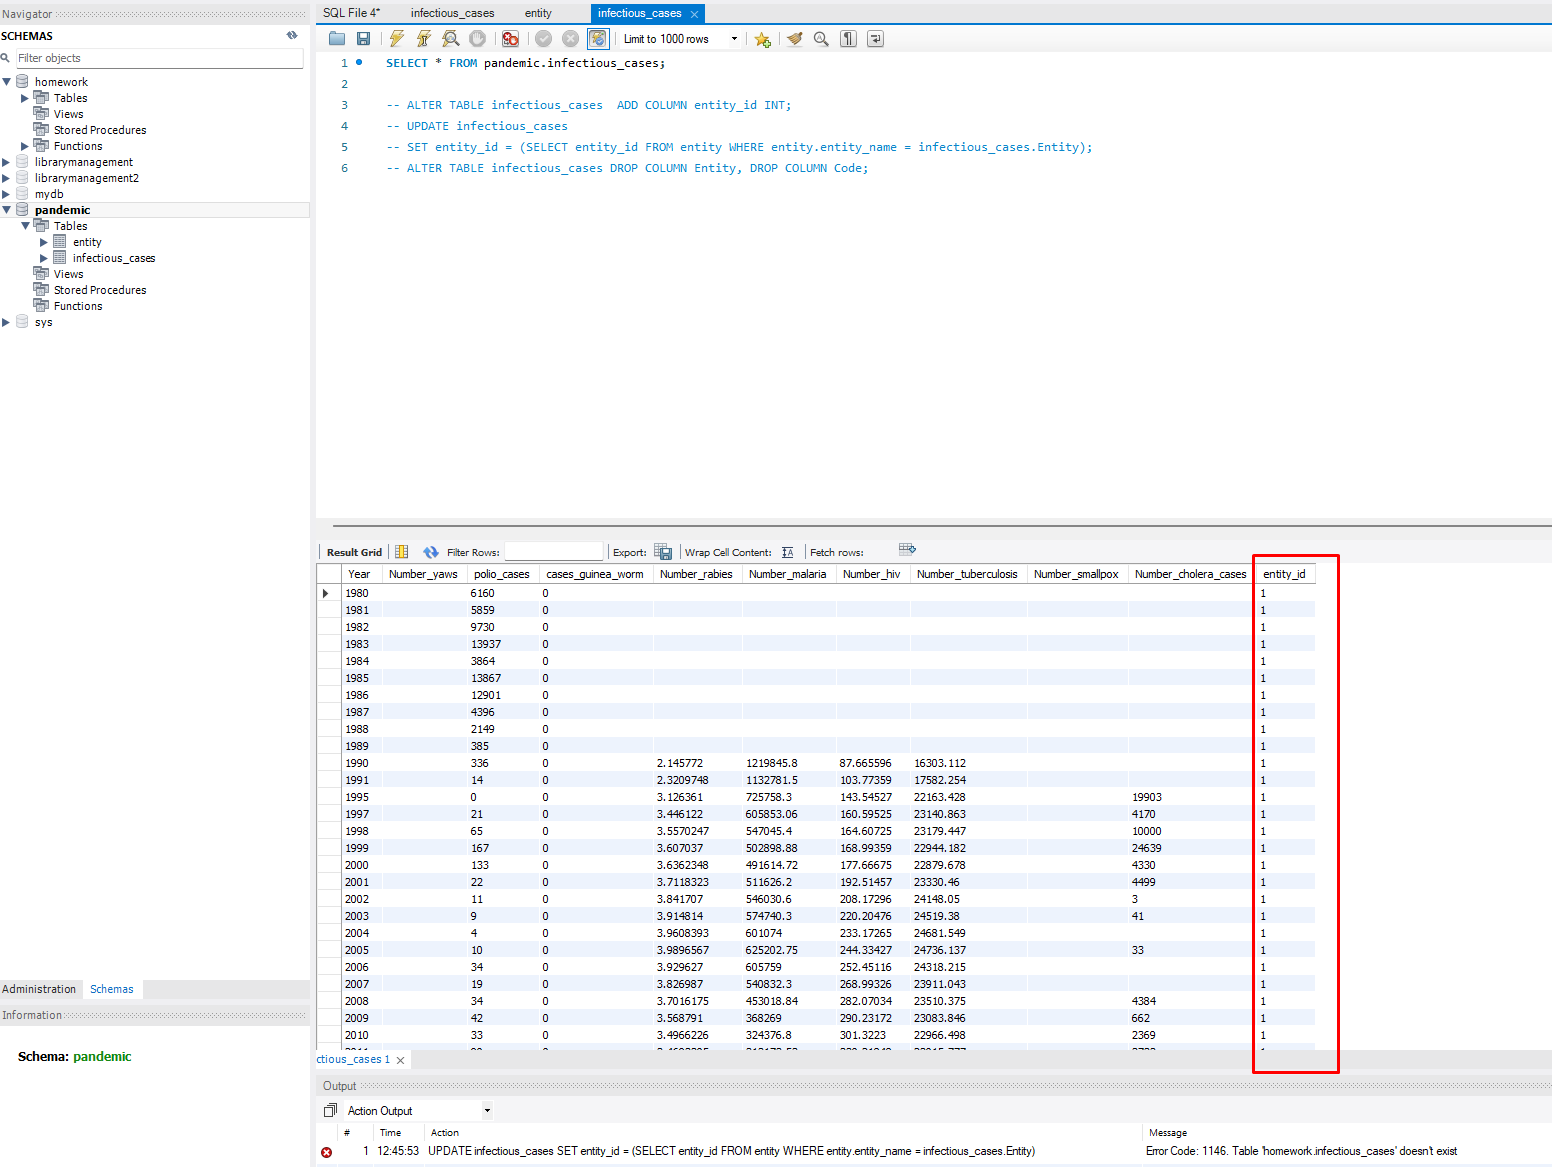 Navigator
SCHEMAS
Filter objects
homework
Tables
Views
Stored Procedures
Functions
librarymanagement
librarymanagement2
mydb
pandemic
Tables
entity
infectious_cases
Views
Stored Procedures
Functions
sys
Administration Schemas
Information
Schema: pandemic
SQL File 4* infectious_cases entity infectious_cases
Limit to 1000 rows
1 SELECT * FROM pandemic.infectious_cases;
2
3 -- ALTER TABLE infectious_cases  ADD COLUMN entity_id INT;
4 -- UPDATE infectious_cases
5 -- SET entity_id = (SELECT entity_id FROM entity WHERE entity.entity_name = infectious_cases.Entity);
6 -- ALTER TABLE infectious_cases DROP COLUMN Entity, DROP COLUMN Code;
Result Grid Filter Rows: Export: Wrap Cell Content: Fetch rows:
Year Number_yaws polio_cases cases_guinea_worm Number_rabies Number_malaria Number_hiv Number_tuberculosis Number_smallpox Number_cholera_cases entity_id
1980 6160 0 1
1981 5859 0 1
1982 9730 0 1
1983 13937 0 1
1984 3864 0 1
1985 13867 0 1
1986 12901 0 1
1987 4396 0 1
1988 2149 0 1
1989 385 0 1
1990 336 0 2.145772 1219845.8 87.665596 16303.112 1
1991 14 0 2.3209748 1132781.5 103.77359 17582.254 1
1995 0 0 3.126361 725758.3 143.54527 22163.428 19903 1
1997 21 0 3.446122 605853.06 160.59525 23140.863 4170 1
1998 65 0 3.5570247 547045.4 164.60725 23179.447 10000 1
1999 167 0 3.607037 502898.88 168.99359 22944.182 24639 1
2000 133 0 3.6362348 491614.72 177.66675 22879.678 4330 1
2001 22 0 3.7118323 511626.2 192.51457 23330.46 4499 1
2002 11 0 3.841707 546030.6 208.17296 24148.05 3 1
2003 9 0 3.914814 574740.3 220.20476 24519.38 41 1
2004 4 0 3.9608393 601074 233.17265 24681.549 1
2005 10 0 3.9896567 625202.75 244.33427 24736.137 33 1
2006 34 0 3.929627 605759 252.45116 24318.215 1
2007 19 0 3.826987 540832.3 268.99326 23911.043 1
2008 34 0 3.7016175 453018.84 282.07034 23510.375 4384 1
2009 42 0 3.568791 368269 290.23172 23083.846 662 1
2010 33 0 3.4966226 324376.8 301.3223 22966.498 2369 1
ctious_cases 1
Output
Action Output
# Time Action Message
1 12:45:53 UPDATE infectious_cases SET entity_id = (SELECT entity_id FROM entity WHERE entity.entity_name = infectious_cases.Entity) Error Code: 1146. Table 'homework.infectious_cases' doesn't exist